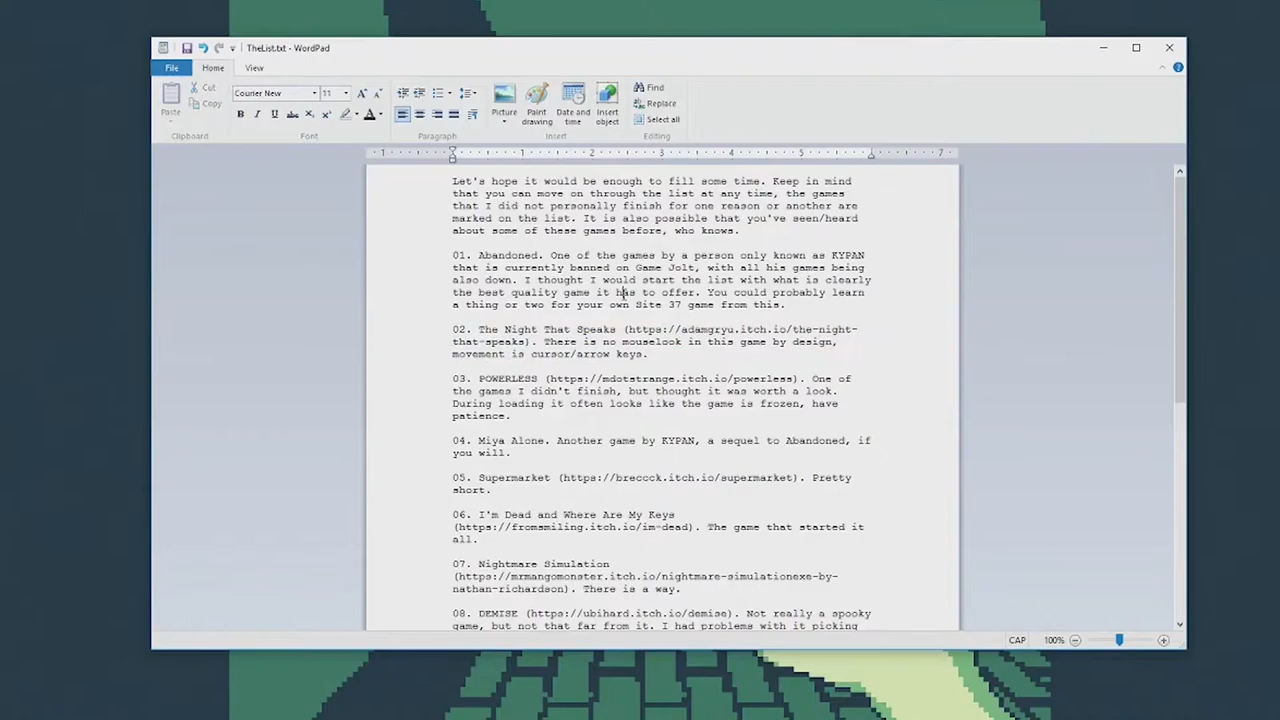 TheList.txt - WordPad
File Home View
Paste
Cut
Copy
Clipboard
Courier New 11
Font
Paragraph
Picture
Paint drawing
Date and time
Insert object
Insert
Find
Replace
Select all
Editing
1 1 2 3 4 5 7
Let's hope it would be enough to fill some time. Keep in mind
that you can move on through the list at any time, the games
that I did not personally finish for one reason or another are
marked on the list. It is also possible that you've seen/heard
about some of these games before, who knows.
01. Abandoned. One of the games by a person only known as KYPAN
that is currently banned on Game Jolt, with all his games being
also down. I thought I would start the list with what is clearly
the best quality game it has to offer. You could probably learn
a thing or two for your own Site 37 game from this.
02. The Night That Speaks (https://adamgryu.itch.io/the-night-
that-speaks). There is no mouselook in this game by design,
movement is cursor/arrow keys.
03. POWERLESS (https://mdotstrange.itch.io/powerless). One of
the games I didn't finish, but thought it was worth a look.
During loading it often looks like the game is frozen, have
patience.
04. Miya Alone. Another game by KYPAN, a sequel to Abandoned, if
you will.
05. Supermarket (https://brecock.itch.io/supermarket). Pretty
short.
06. I'm Dead and Where Are My Keys
(https://fromsmiling.itch.io/im-dead). The game that started it
all.
07. Nightmare Simulation
(https://mrmangomonster.itch.io/nightmare-simulationexe-by-
nathan-richardson). There is a way.
08. DEMISE (https://ubihard.itch.io/demise). Not really a spooky
game, but not that far from it. I had problems with it picking
CAP 100%